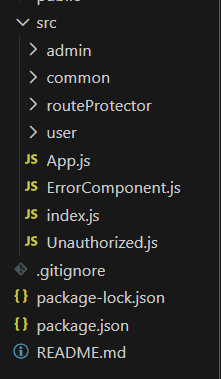 public
src
admin
common
routeProtector
user
JS App.js
JS ErrorComponent.js
JS index.js
JS Unauthorized.js
.gitignore
{ } package-lock.json
{ } package.json
README.md